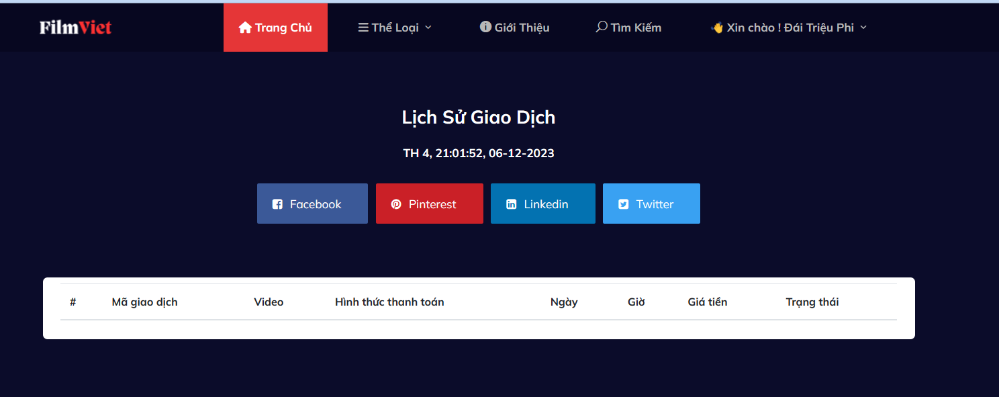 FilmViet Trang Chủ Thể Loại Giới Thiệu Tìm Kiếm Xin chào ! Đái Triệu Phi
Lịch Sử Giao Dịch
TH 4, 21:01:52, 06-12-2023
Facebook Pinterest Linkedin Twitter
# Mã giao dịch Video Hình thức thanh toán Ngày Giờ Giá tiền Trạng thái